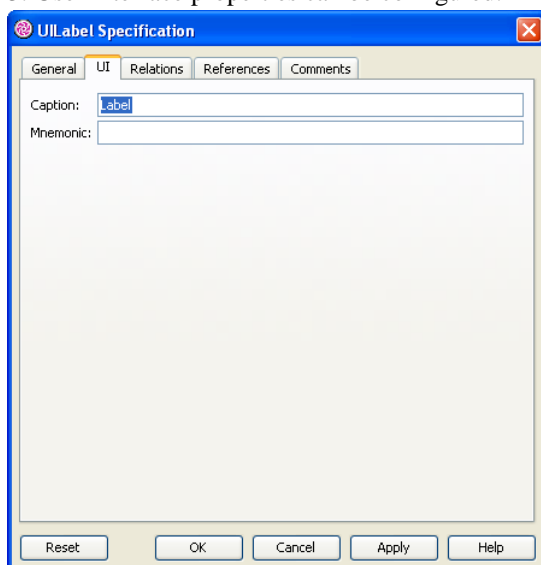 UILabel Specification
General UI Relations References Comments
Caption: Label
Mnemonic:
Reset OK Cancel Apply Help